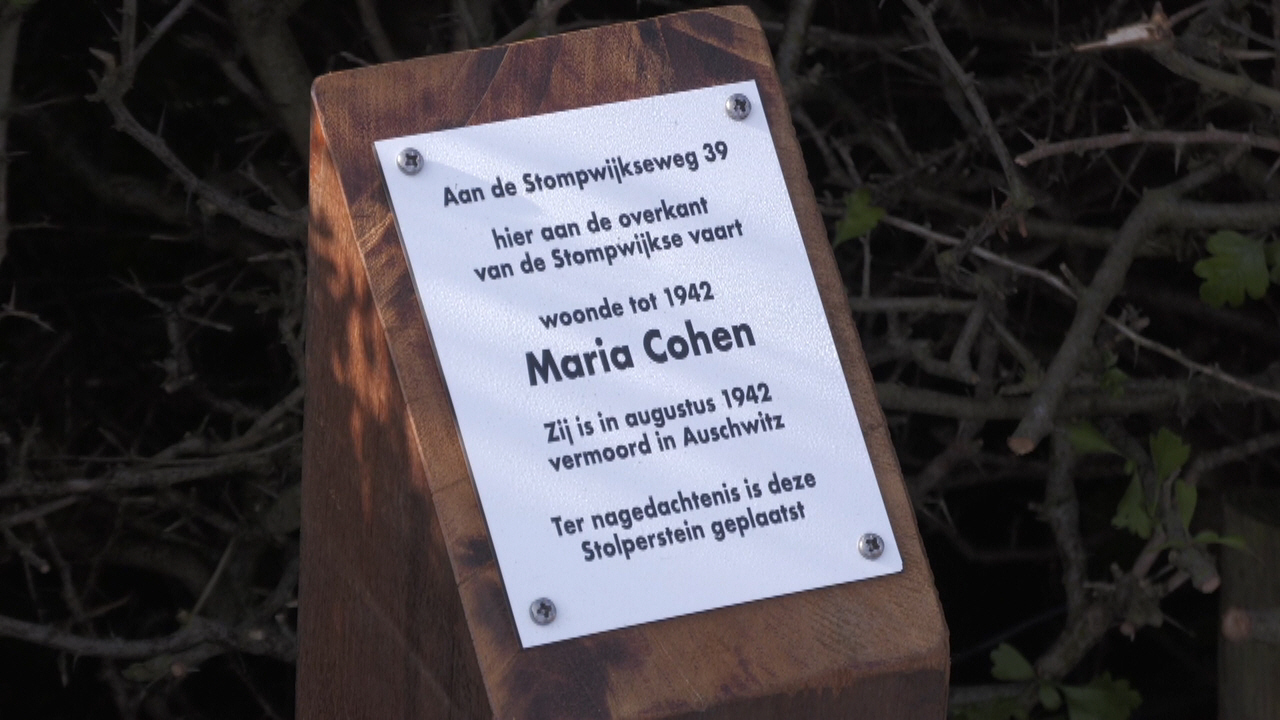 Aan de Stompwijkseweg 39
hier aan de overkant
van de Stompwijkse vaart
woonde tot 1942
Maria Cohen
Zij is in augustus 1942
vermoord in Auschwitz
Ter nagedachtenis is deze
Stolperstein geplaatst